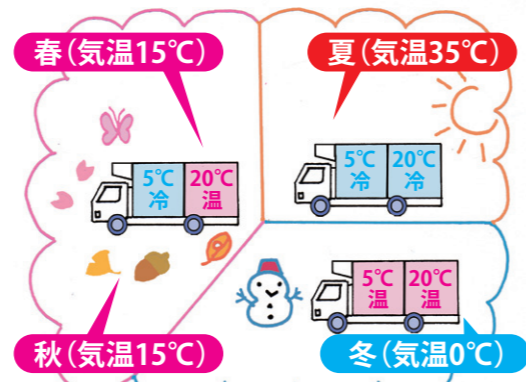 春(気温15℃)
夏(気温35℃)
5℃
冷
20℃
温
5℃
冷
20℃
冷
5℃
温
20℃
温
秋(気温15℃)
冬(気温0℃)